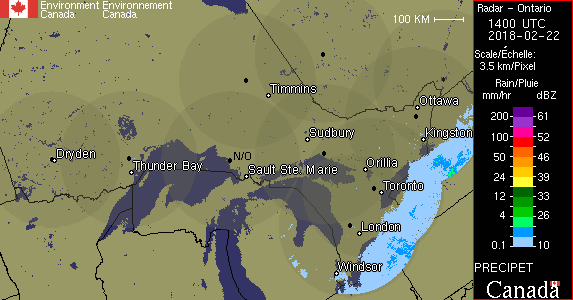 Environment Environnement
Canada Canada
100 KM
Timmins
Ottawa
Sudbury
Kingston
Dryden
N/O
Thunder Bay
Sault Ste. Marie
Orillia
Toronto
London
Windsor
Radar - Ontario
1400 UTC
2018-02-22
Scale/Échelle:
3.5 km/Pixel
Rain/Pluie
mm/hr dBZ
200 61
100 52
50 46
24 39
12 33
4 26
0.1 10
PRECIPET
Canada